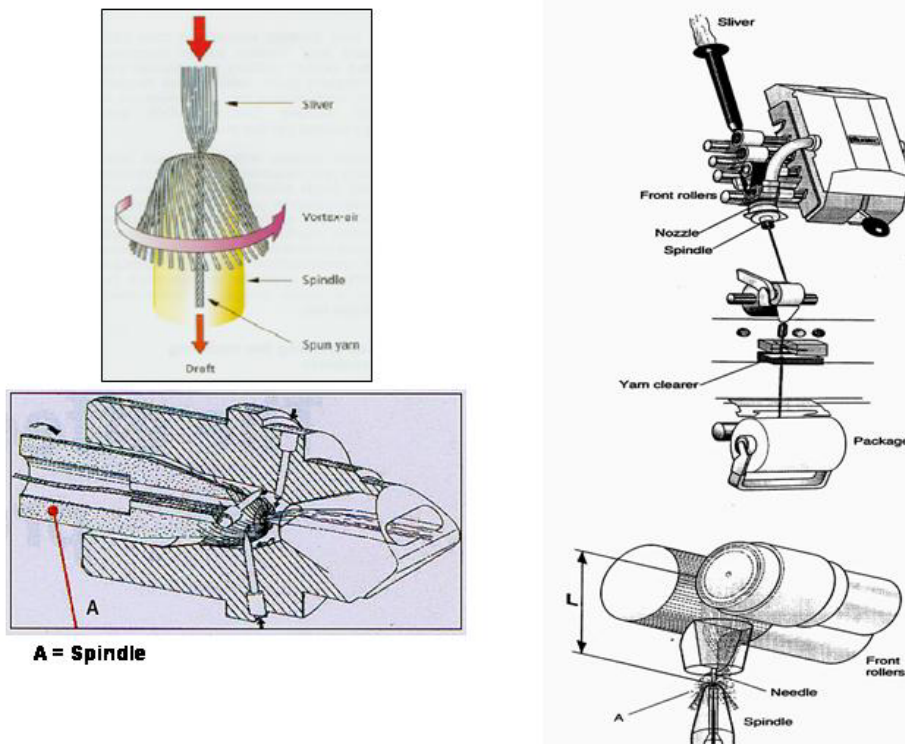 Sliver
Vortex-air
Spindle
Spun yarn
Draft
A
A = Spindle
Sliver
Front rollers
Nozzle
Spindle
Yarn clearer
Package
L
Front
rollers
Needle
A
Spindle